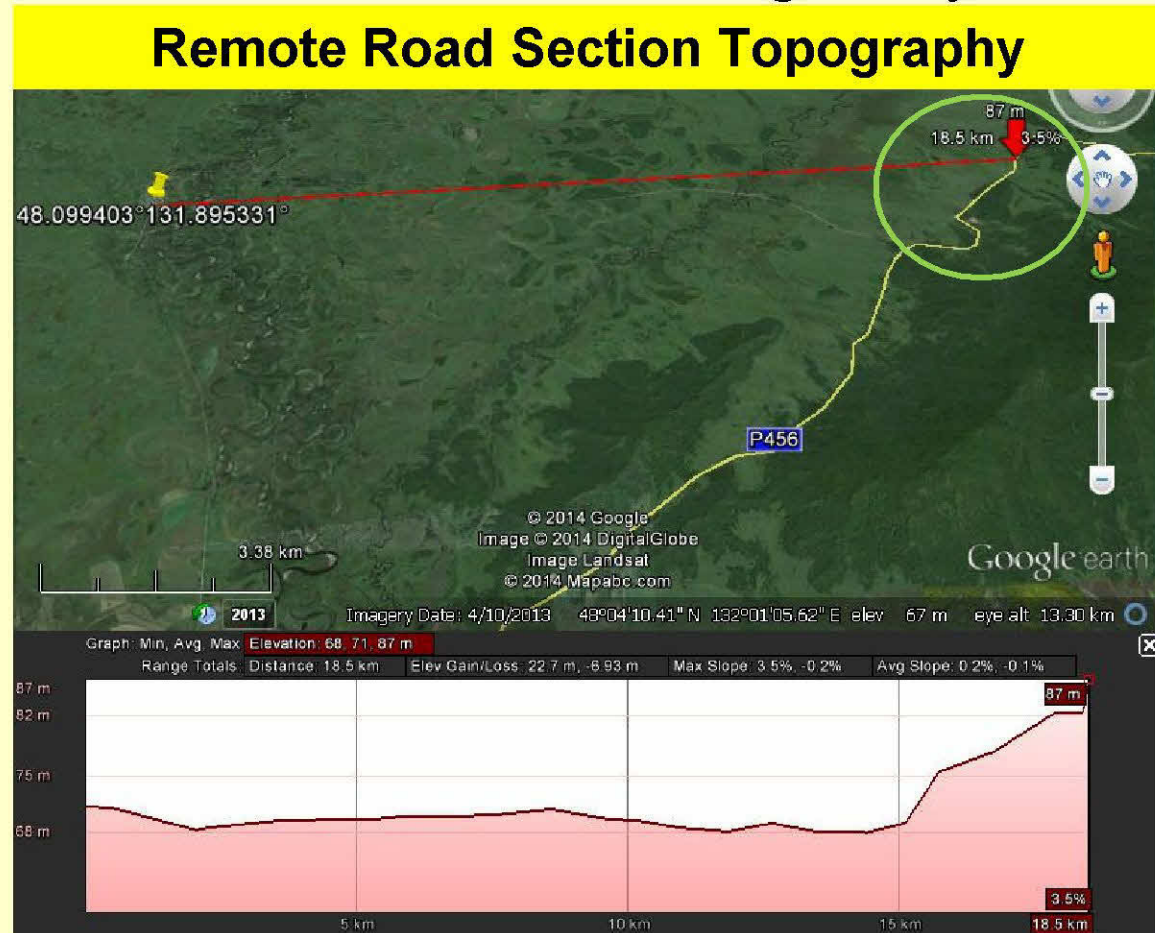 Remote Road Section Topography
87 m
18.5 km 3.5%
48.099403°131.895331°
P456
© 2014 Google
Image © 2014 DigitalGlobe
Image Landsat
© 2014 Mapabc.com
3.38 km
Google earth
2013 Imagery Date: 4/10/2013 48°04'10.41" N 132°01'05.62" E elev 67 m eye alt 13.30 km
Graph: Min, Avg, Max Elevation: 68, 71, 87 m
Range Totals: Distance: 18.5 km Elev Gain/Loss: 22.7 m, -6.93 m Max Slope: 3.5%, -0.2% Avg Slope: 0.2%, -0.1%
87 m
87 m
82 m
75 m
68 m
3.5%
5 km 10 km 15 km 18.5 km